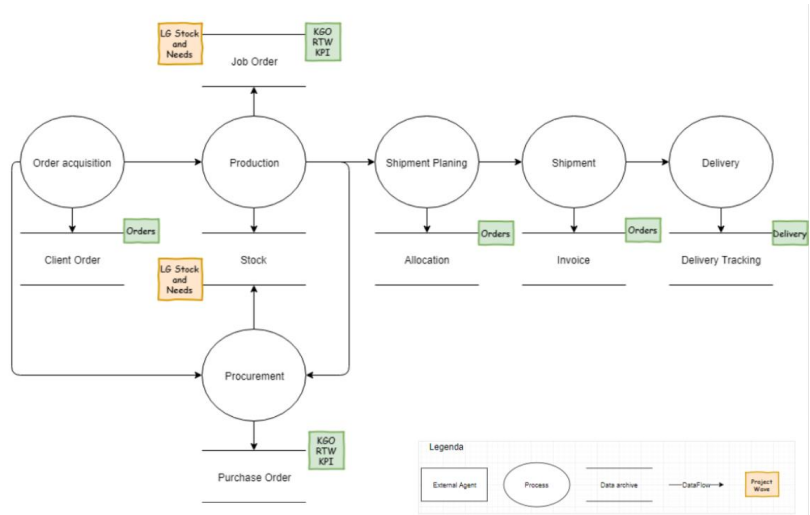 LG Stock
and
Needs
KGO
RTW
KPI
Job Order
Order acquisition
Production
Shipment Planing
Shipment
Delivery
Orders
Orders
Orders
Delivery
Client Order
Stock
Allocation
Invoice
Delivery Tracking
LG Stock
and
Needs
Procurement
KGO
RTW
KPI
Purchase Order
Legenda
External Agent
Process
Data archive
DataFlow
Project
Wave